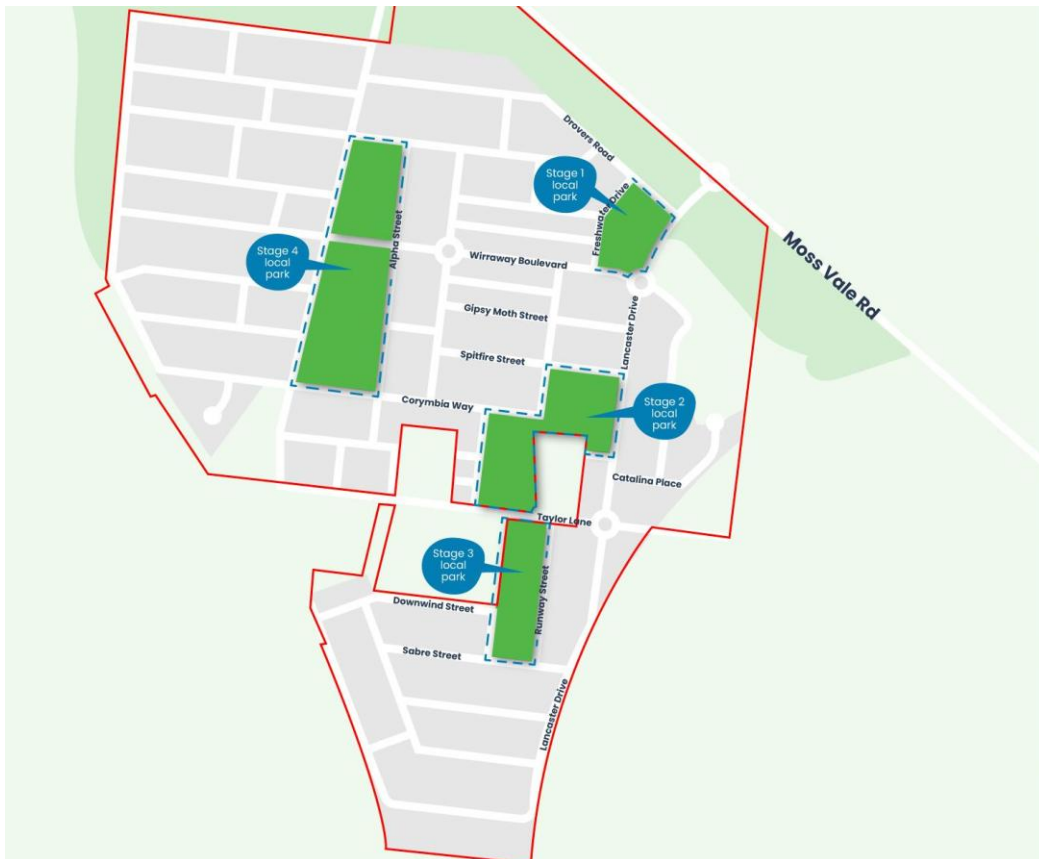 Drovers Road
Stage 1
local
park
Freshwater Drive
Moss Vale Rd
Alpha Street
Stage 4
local
park
Wirraway Boulevard
Gipsy Moth Street
Lancaster Drive
Spitfire Street
Corymbia Way
Stage 2
local
park
Catalina Place
Taylor Lane
Stage 3
local
park
Runway Street
Downwind Street
Sabre Street
Lancaster Drive